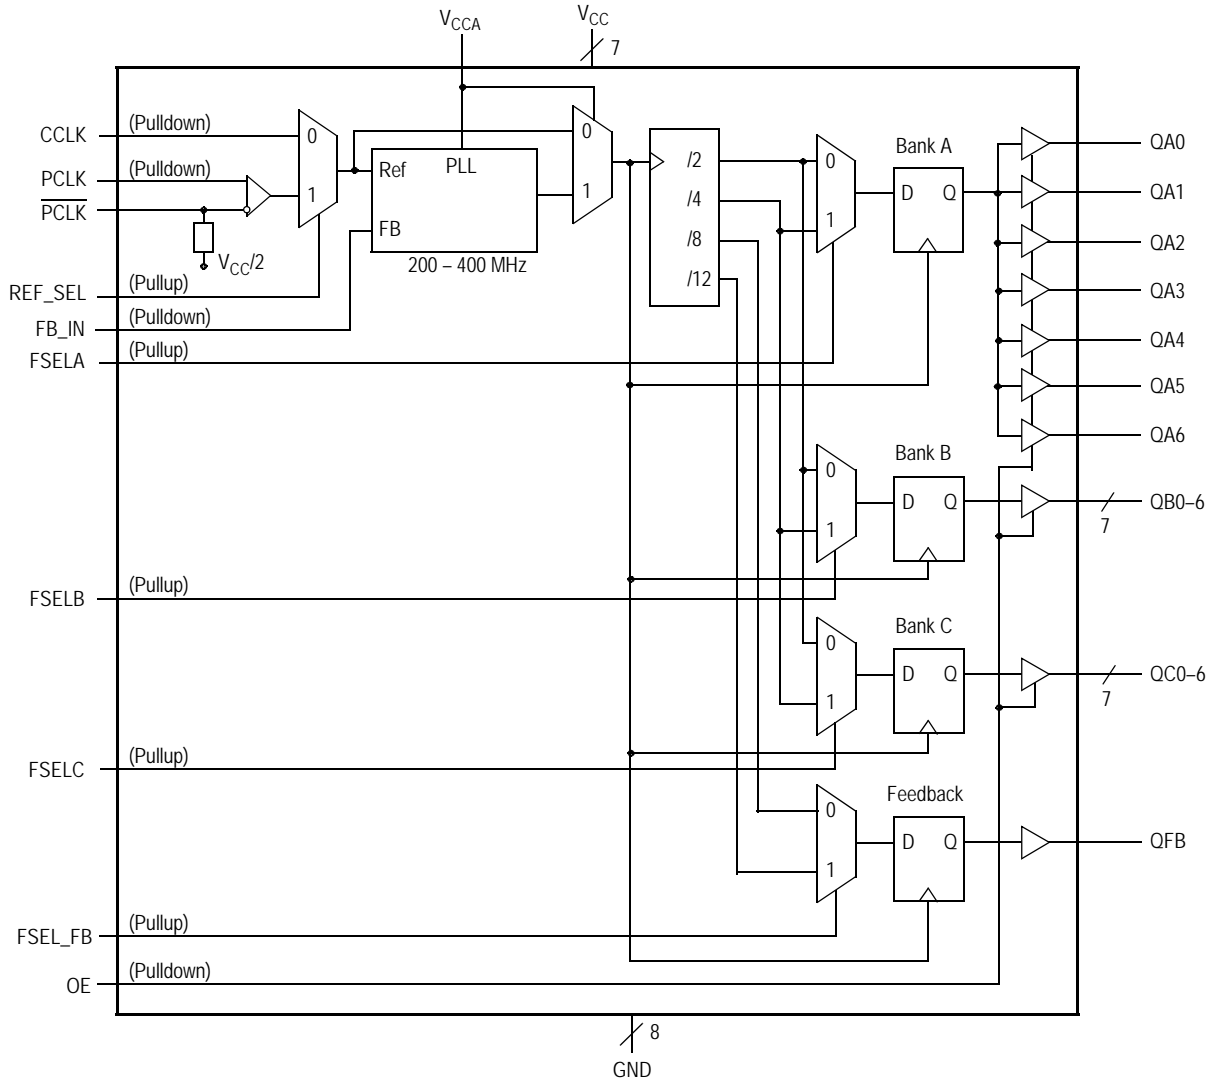 VCCA
VCC
7
CCLK
(Pulldown)
0
PCLK
(Pulldown)
1
PCLK
VCC/2
Ref
PLL
FB
200 – 400 MHz
0
1
/2
/4
/8
/12
0
1
Bank A
D Q
QA0
QA1
QA2
QA3
QA4
QA5
QA6
REF_SEL
(Pullup)
FB_IN
(Pulldown)
FSELA
(Pullup)
0
1
Bank B
D Q
QB0–6
7
FSELB
(Pullup)
0
1
Bank C
D Q
QC0–6
7
FSELC
(Pullup)
0
1
Feedback
D Q
QFB
FSEL_FB
(Pullup)
OE
(Pulldown)
8
GND